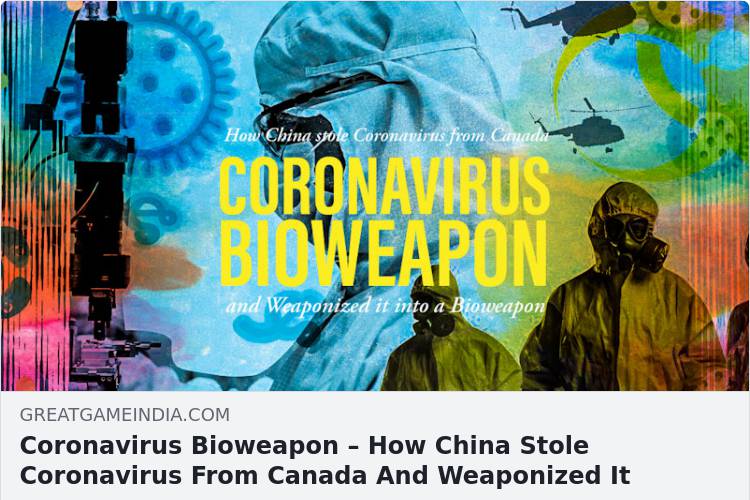 How China stole Coronavirus from Canada
CORONAVIRUS
BIOWEAPON
and Weaponized it into a Bioweapon
GREATGAMEINDIA.COM
Coronavirus Bioweapon – How China Stole
Coronavirus From Canada And Weaponized It